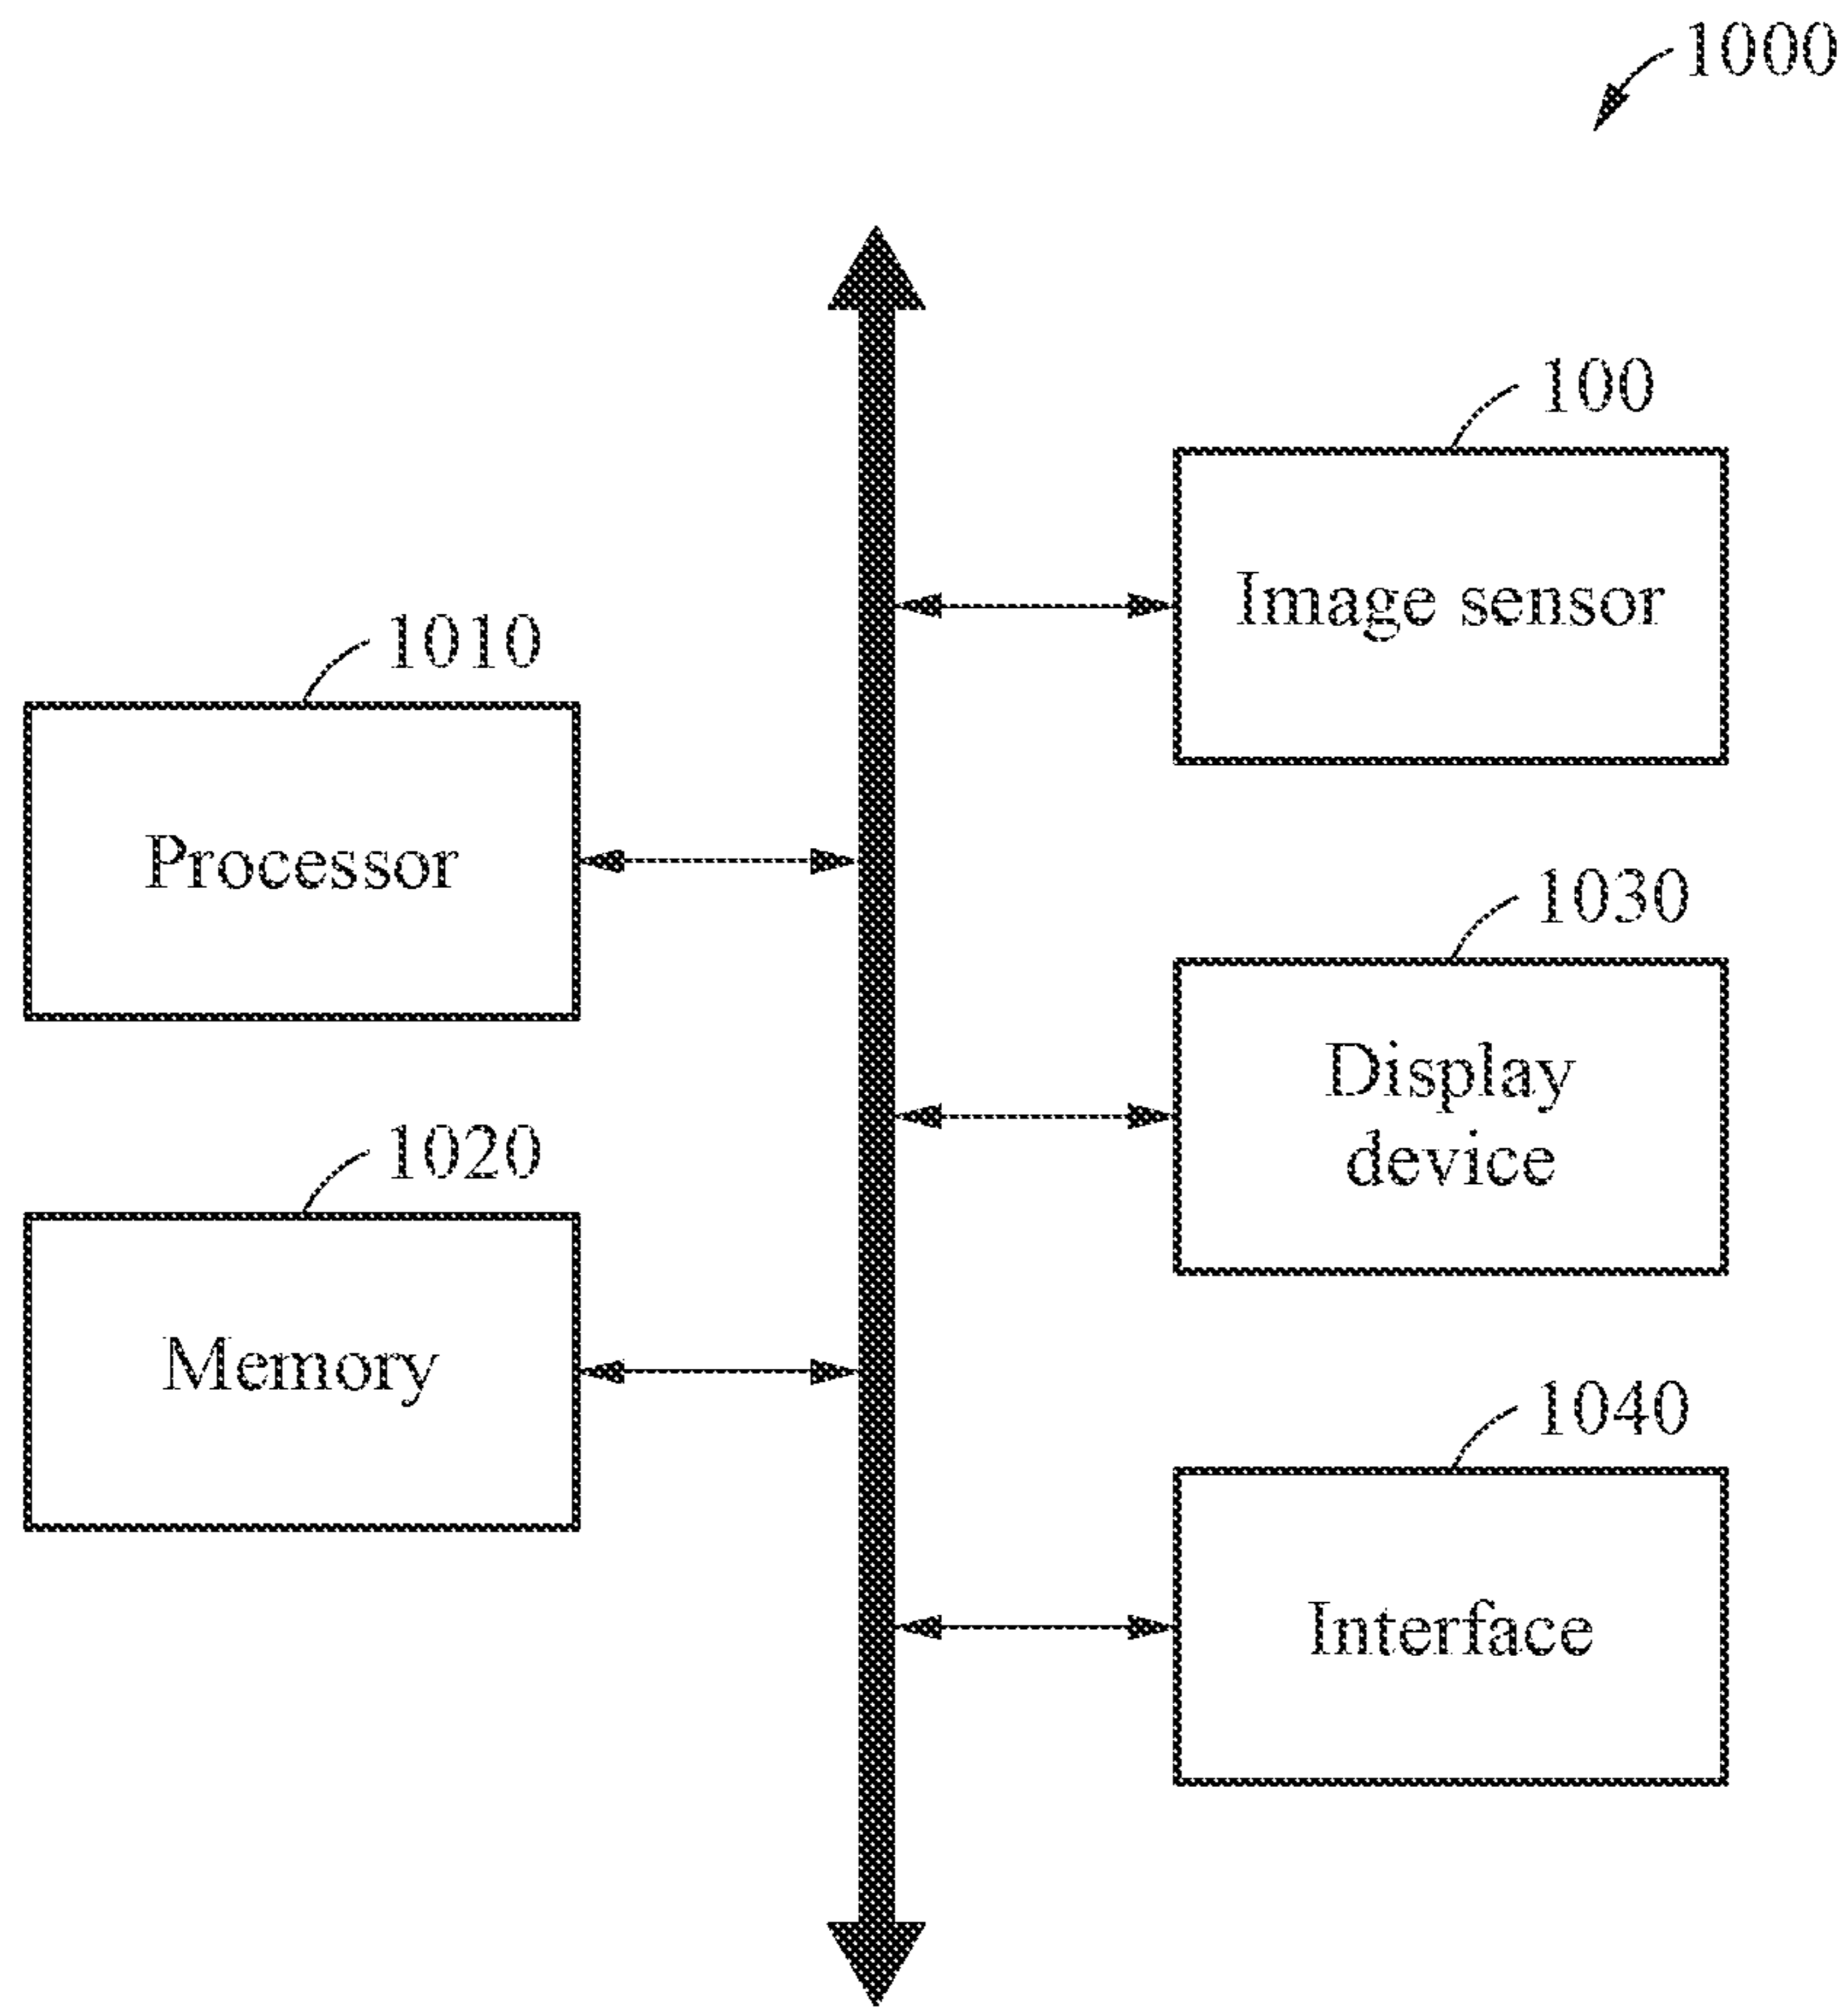 1000
100
Image sensor
1010
Processor
1030
Display
device
1020
Memory
1040
Interface